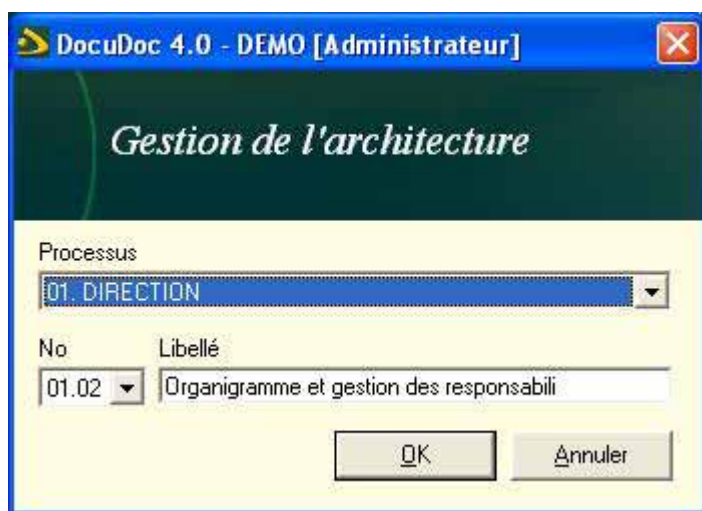 DocuDoc 4.0 - DEMO [Administrateur]
Gestion de l'architecture
Processus
01. DIRECTION
No Libellé
01.02 Organigramme et gestion des responsabili
OK Annuler